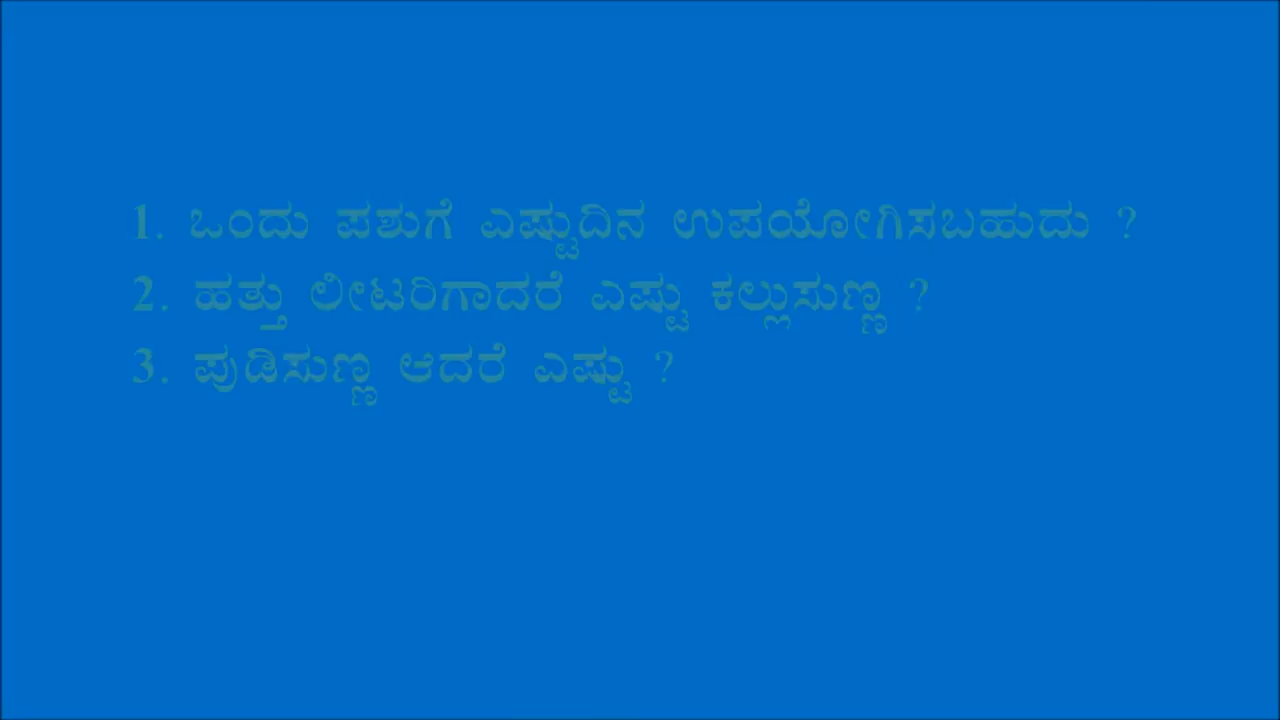 1. ಒಂದು ಪಶುಗೆ ಎಷ್ಟುದಿನ ಉಪಯೋಗಿಸಬಹುದು ?
2. ಹತ್ತು ಲೀಟರಿಗಾದರೆ ಎಷ್ಟು ಕಲ್ಲುಸುಣ್ಣ ?
3. ಪುಡಿಸುಣ್ಣ ಆದರೆ ಎಷ್ಟು ?